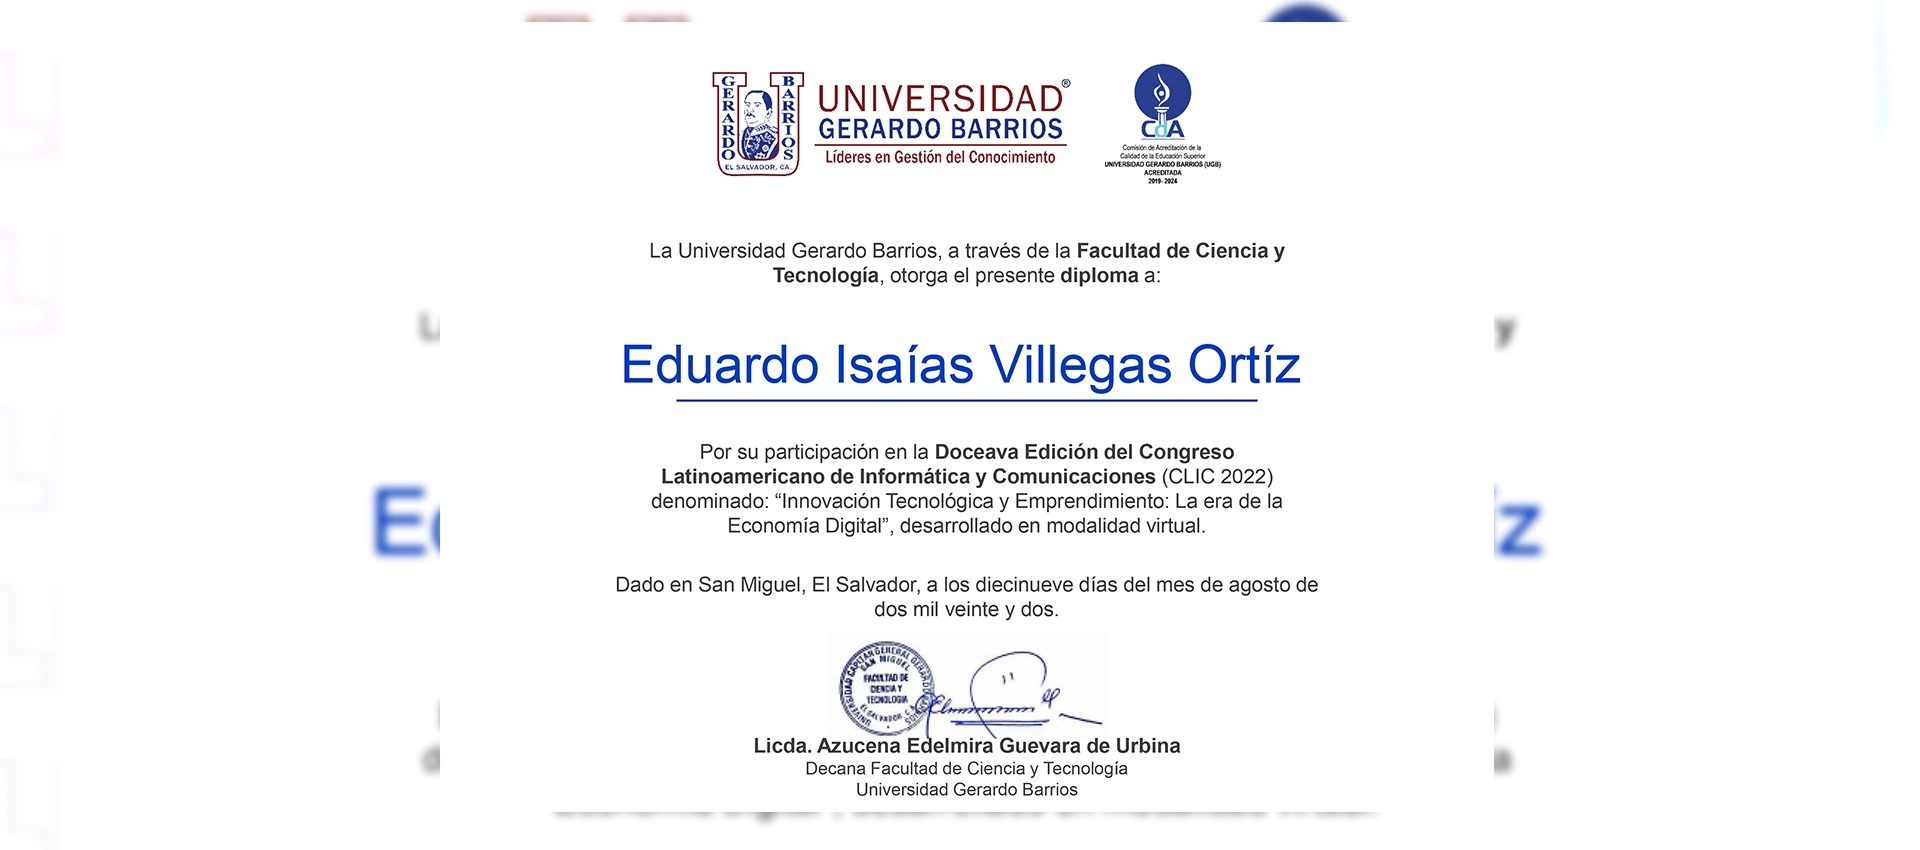 GERARDO
BARRIOS
EL SALVADOR, CA.
UNIVERSIDAD®
GERARDO BARRIOS
Líderes en Gestión del Conocimiento
CdA
Comisión de Acreditación de la
Calidad de la Educación Superior
UNIVERSIDAD GERARDO BARRIOS (UGB)
ACREDITADA
2019- 2024
La Universidad Gerardo Barrios, a través de la Facultad de Ciencia y
Tecnología, otorga el presente diploma a:
Eduardo Isaías Villegas Ortíz
Por su participación en la Doceava Edición del Congreso
Latinoamericano de Informática y Comunicaciones (CLIC 2022)
denominado: “Innovación Tecnológica y Emprendimiento: La era de la
Economía Digital”, desarrollado en modalidad virtual.
Dado en San Miguel, El Salvador, a los diecinueve días del mes de agosto de
dos mil veinte y dos.
UNIVERSIDAD CAPITAN GENERAL GERARDO BARRIOS
SAN MIGUEL
FACULTAD DE
CIENCIA Y
TECNOLOGIA
EL SALVADOR, C.A.
Licda. Azucena Edelmira Guevara de Urbina
Decana Facultad de Ciencia y Tecnología
Universidad Gerardo Barrios